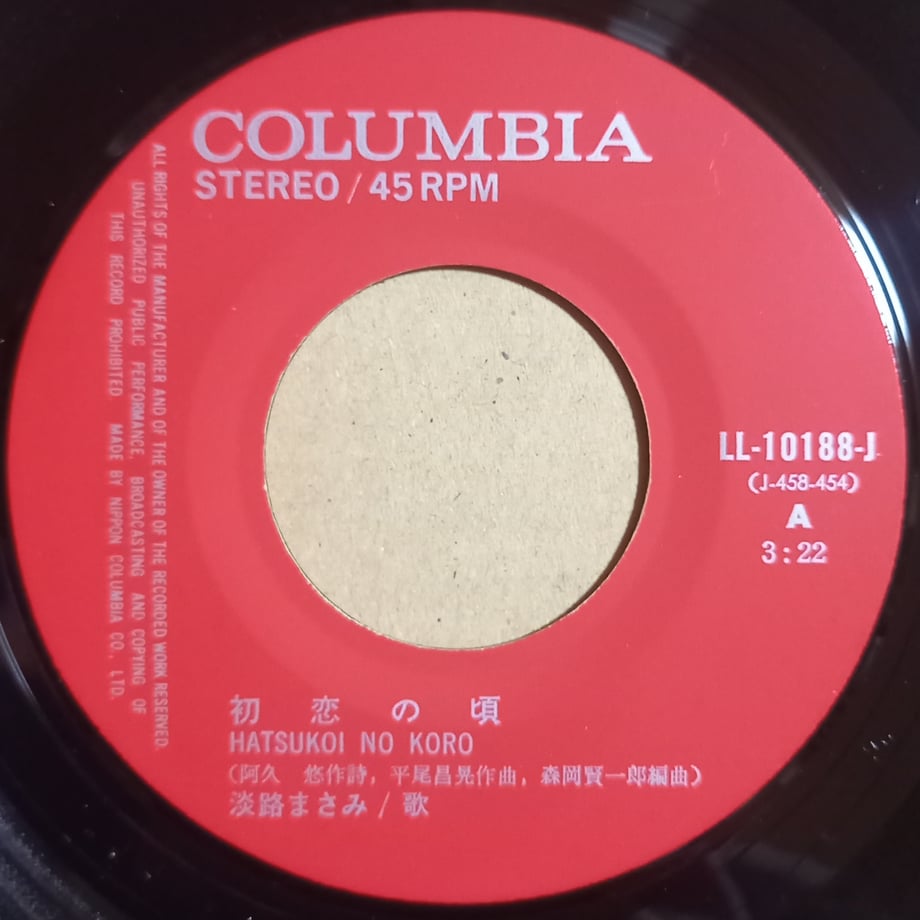 COLUMBIA
STEREO / 45 RPM
ALL RIGHTS OF THE MANUFACTURER AND OF THE OWNER OF THE RECORDED WORK RESERVED.
UNAUTHORIZED PUBLIC PERFORMANCE, BROADCASTING AND COPYING OF
THIS RECORD PROHIBITED MADE BY NIPPON COLUMBIA CO., LTD.
LL-10188-J
(J-458-454)
A
3:22
初恋の頃
HATSUKOI NO KORO
(阿久 悠作詩, 平尾昌晃作曲, 森岡賢一郎編曲)
淡路まさみ / 歌